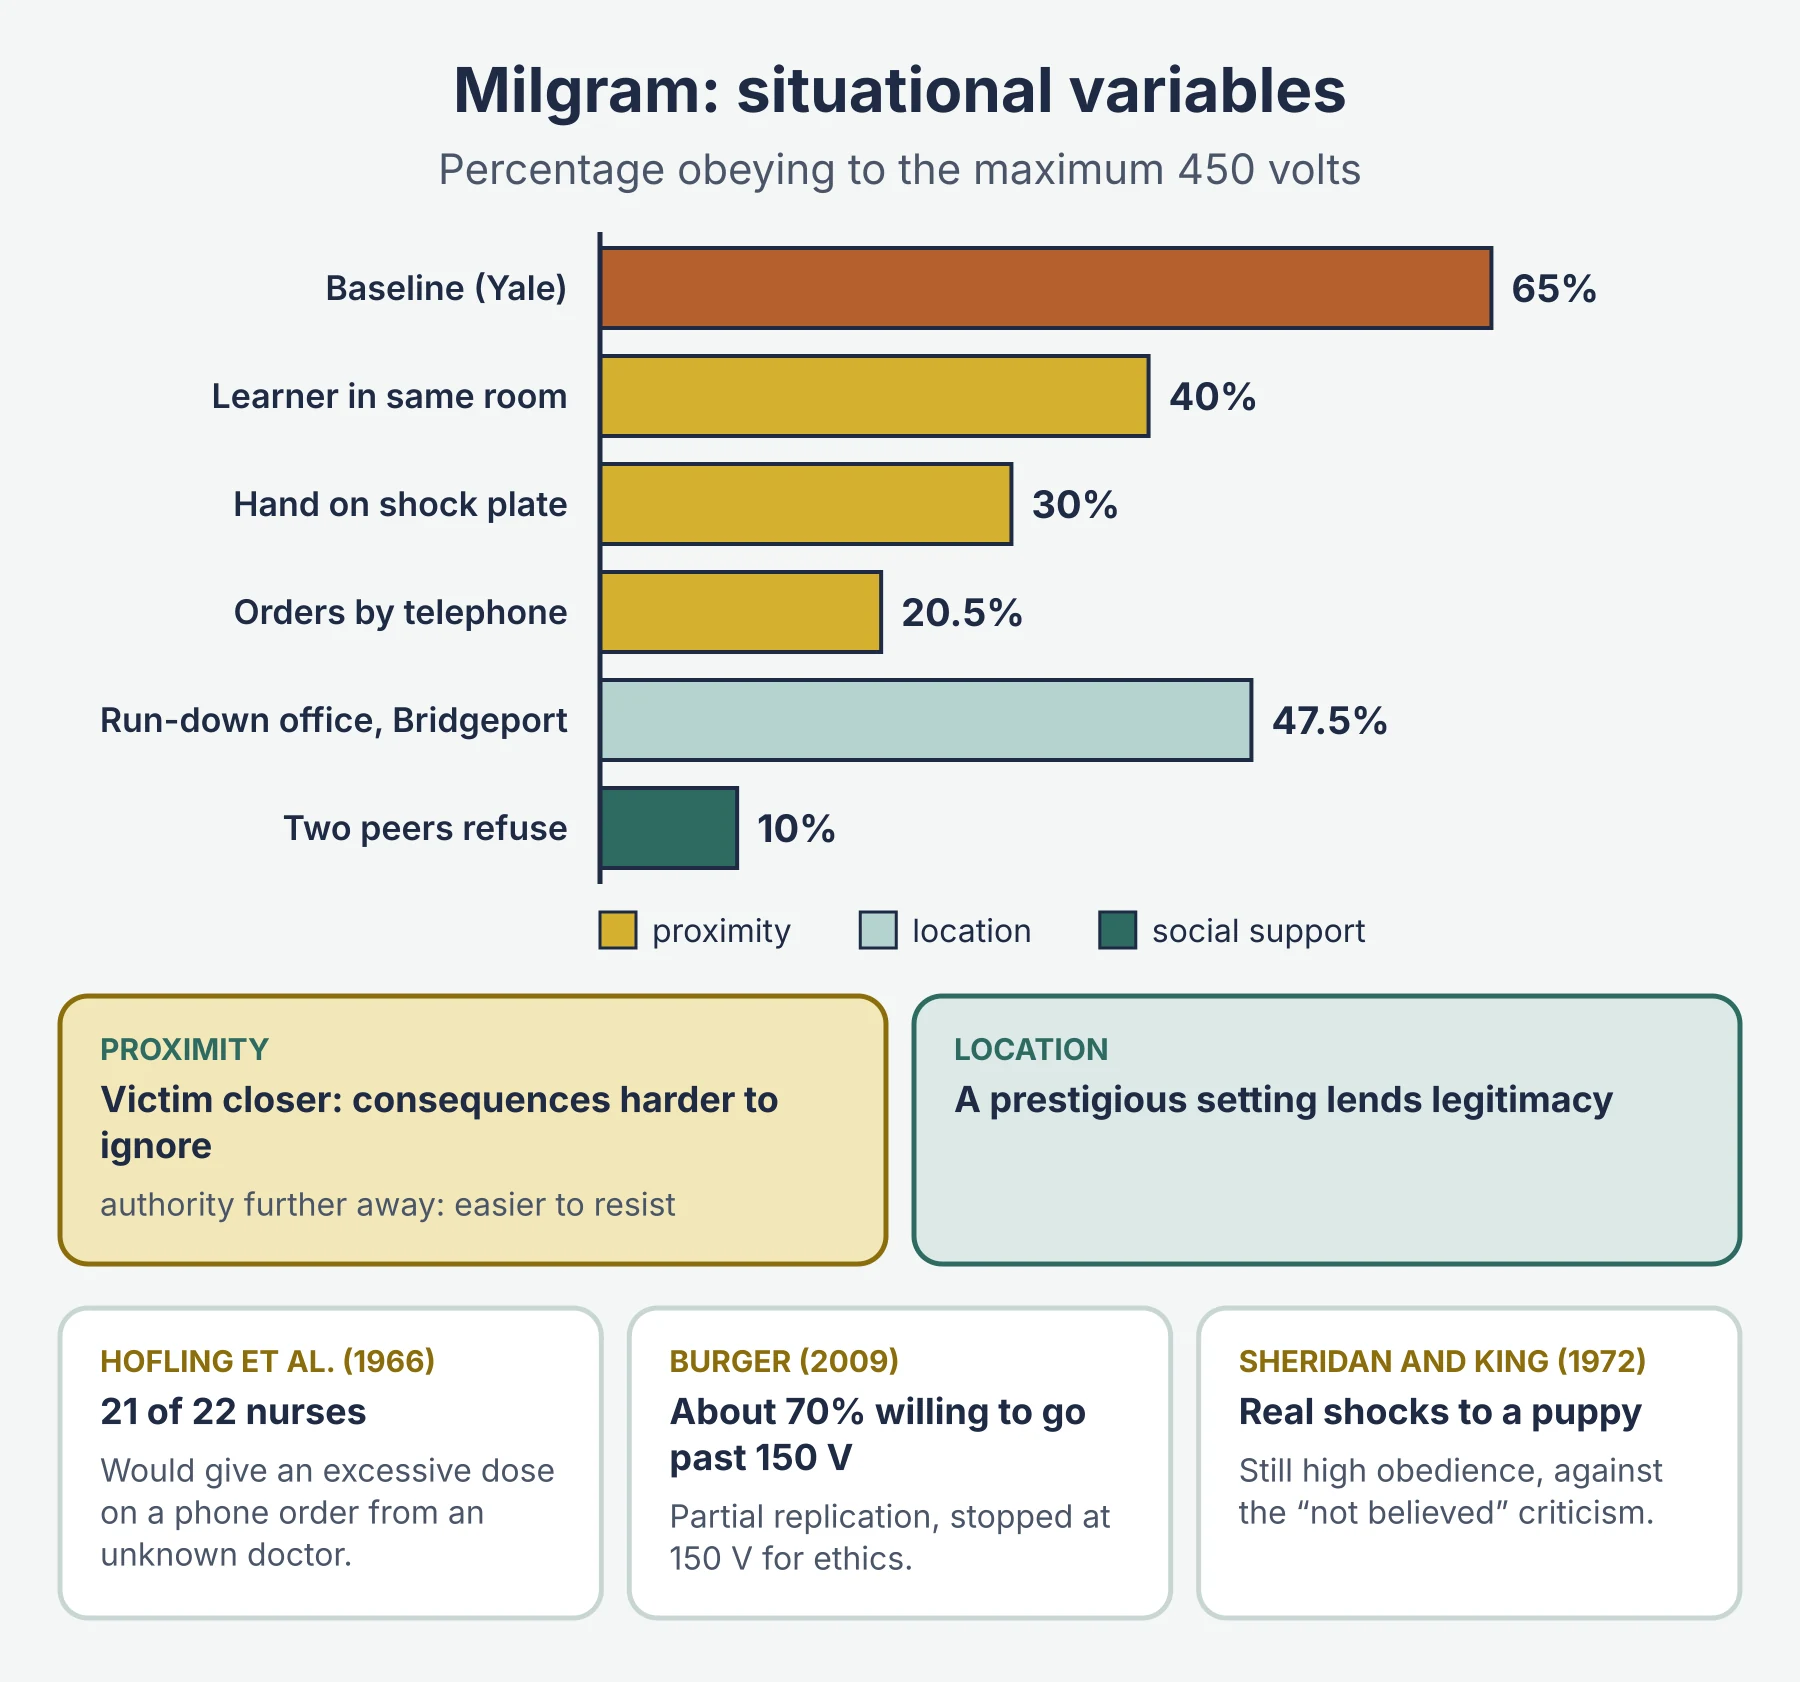 Milgram: situational variables
Percentage obeying to the maximum 450 volts
Baseline (Yale)
65%
Learner in same room
40%
Hand on shock plate
30%
Orders by telephone
20.5%
Run-down office, Bridgeport
47.5%
Two peers refuse
10%
proximity
location
social support
PROXIMITY
Victim closer: consequences harder to
ignore
authority further away: easier to resist
LOCATION
A prestigious setting lends legitimacy
HOFLING ET AL. (1966)
21 of 22 nurses
Would give an excessive dose
on a phone order from an
unknown doctor.
BURGER (2009)
About 70% willing to go
past 150 V
Partial replication, stopped at
150 V for ethics.
SHERIDAN AND KING (1972)
Real shocks to a puppy
Still high obedience, against
the “not believed” criticism.